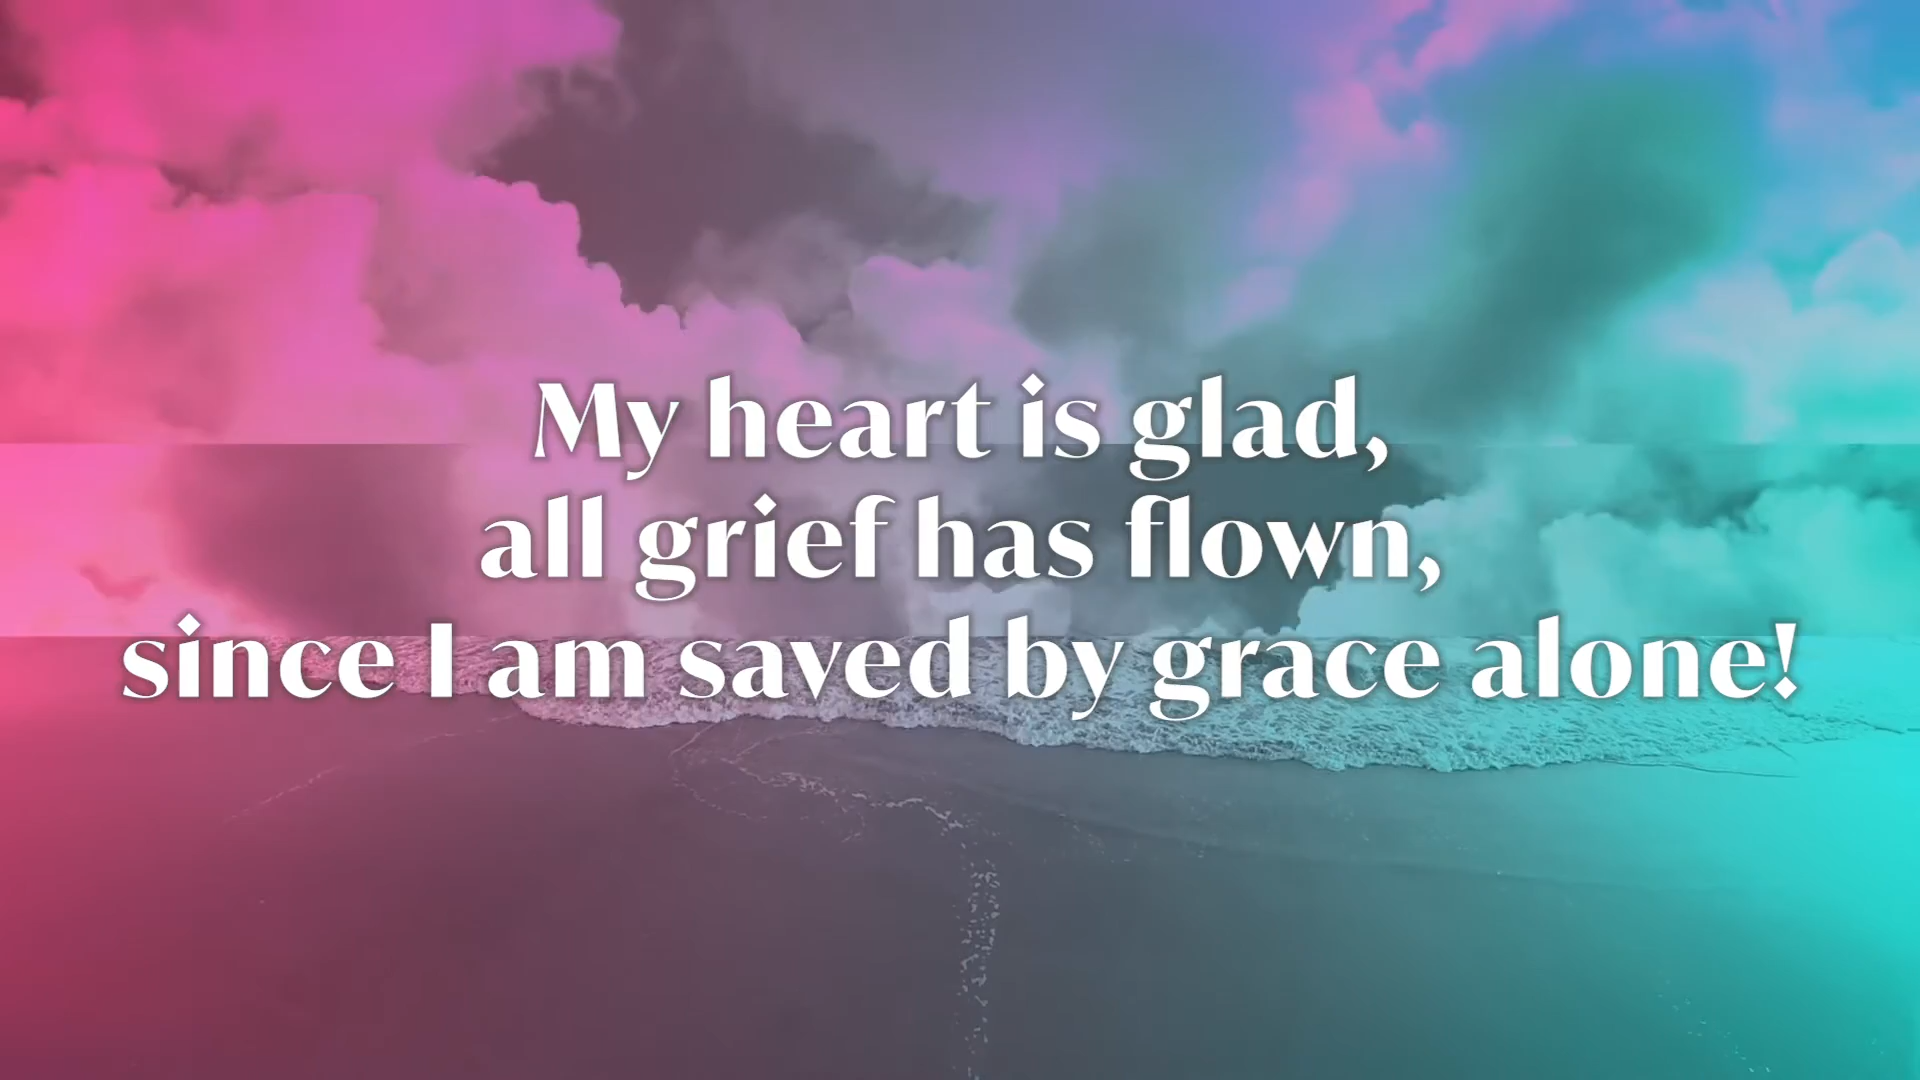 My heart is glad,
all grief has flown,
since I am saved by grace alone!